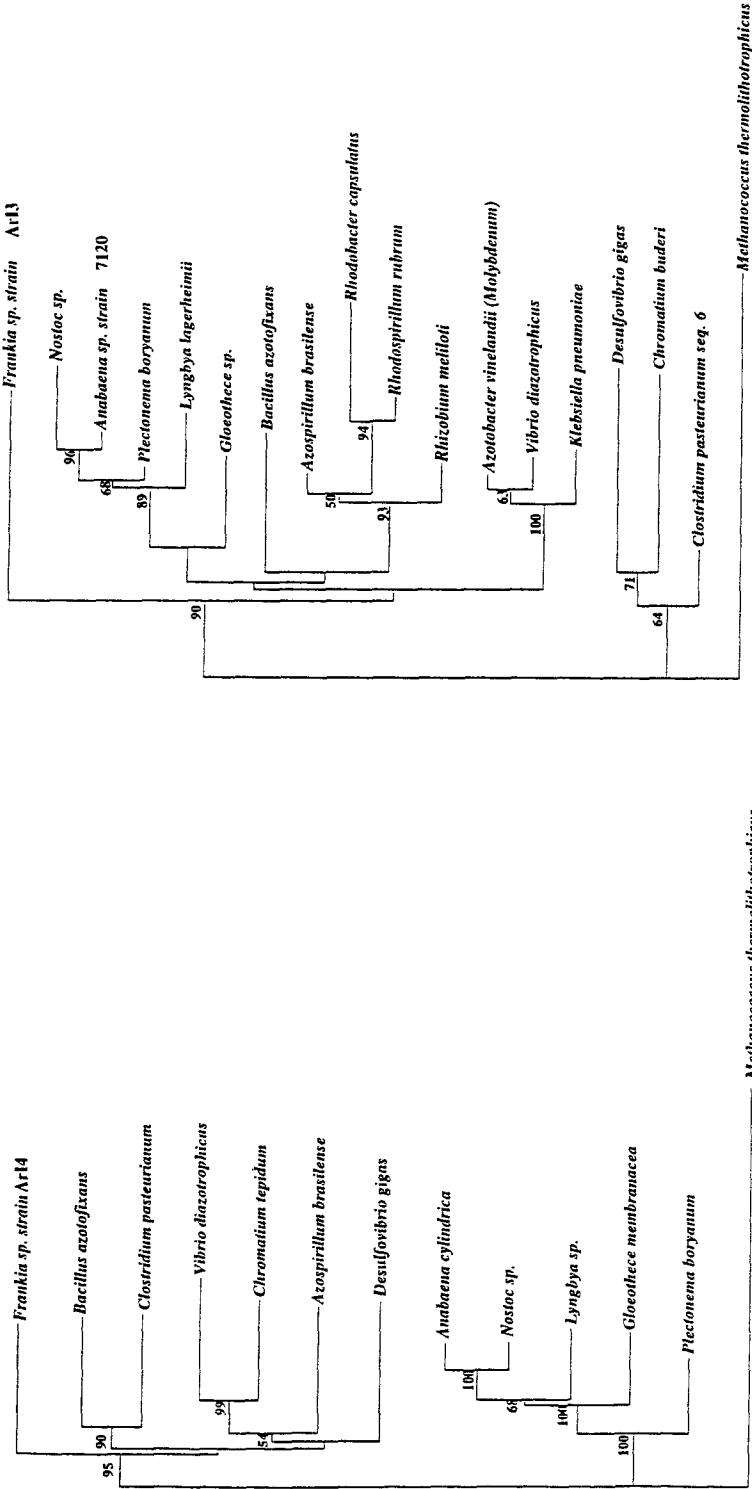 Frankia sp. strain ArI3
Nostoc sp.
96
Anabaena sp. strain 7120
68
Plectonema boryanum
89
Lyngbya lagerheimii
Gloeothece sp.
90
Bacillus azotofixans
Azospirillum brasilense
50
Rhodobacter capsulatus
94
Rhodospirillum rubrum
93
Rhizobium meliloti
Azotobacter vinelandii (Molybdenum)
63
Vibrio diazotrophicus
100
Klebsiella pneumoniae
Desulfovibrio gigas
71
Chromatium buderi
64
Clostridium pasteurianum seq. 6
Methanococcus thermolithotrophicus
Frankia sp. strain ArI4
95
Bacillus azotofixans
90
Clostridium pasteurianum
Vibrio diazotrophicus
99
Chromatium tepidum
54
Azospirillum brasilense
Desulfovibrio gigas
Anabaena cylindrica
100
Nostoc sp.
68
Lyngbya sp.
100
Gloeothece membranacea
100
Plectonema boryanum
Methanococcus thermolithotrophicus